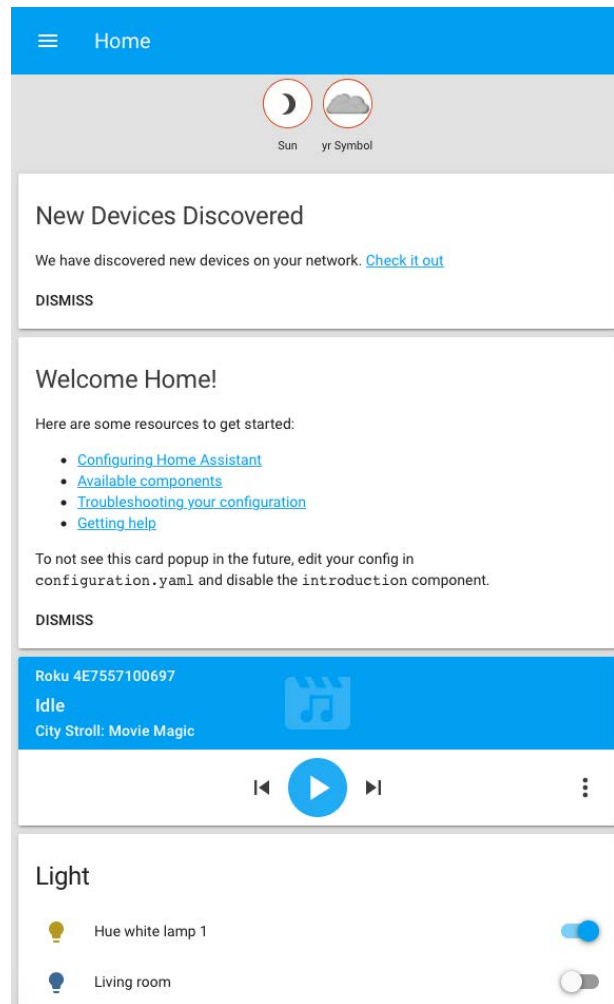 Home
Sun yr Symbol
New Devices Discovered
We have discovered new devices on your network. Check it out
DISMISS
Welcome Home!
Here are some resources to get started:
Configuring Home Assistant
Available components
Troubleshooting your configuration
Getting help
To not see this card popup in the future, edit your config in
configuration.yaml and disable the introduction component.
DISMISS
Roku 4E7557100697
Idle
City Stroll: Movie Magic
Light
Hue white lamp 1
Living room